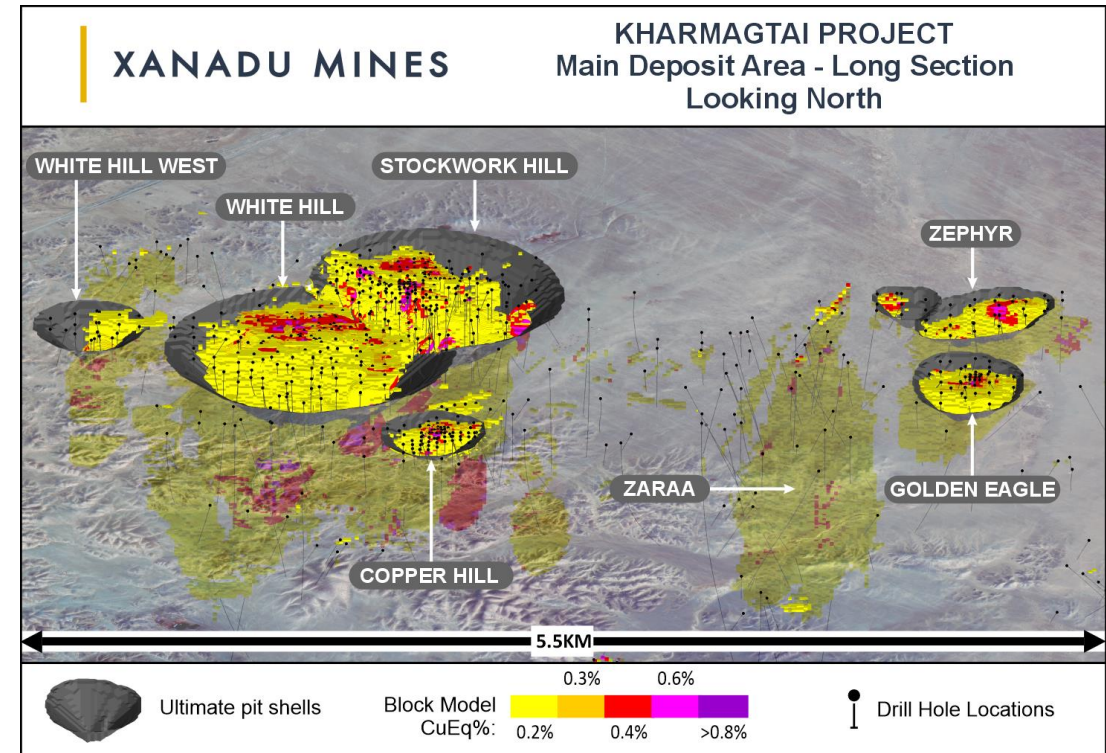 XANADU MINES
KHARMAGTAI PROJECT
Main Deposit Area - Long Section
Looking North
WHITE HILL WEST
STOCKWORK HILL
WHITE HILL
ZEPHYR
ZARAA
GOLDEN EAGLE
COPPER HILL
5.5KM
Ultimate pit shells
Block Model
CuEq%:
0.3%
0.6%
0.2%
0.4%
>0.8%
Drill Hole Locations